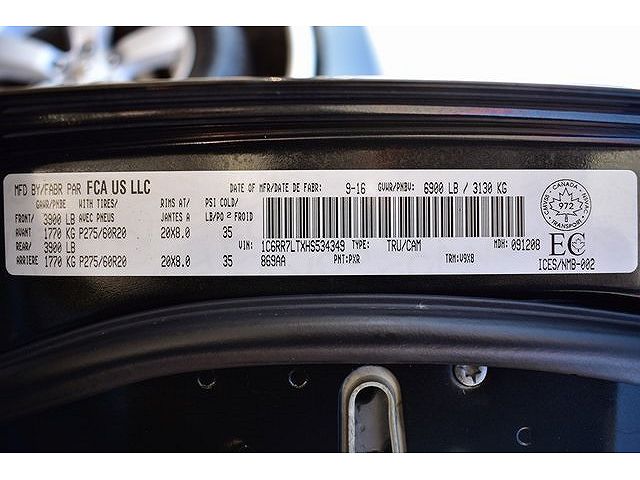 MFD BY/FABR PAR FCA US LLC DATE OF MFR/DATE DE FABR: 9-16 GVWR/PNBV: 6900 LB / 3130 KG
GAWR/PNBE WITH TIRES/ RIMS AT/ PSI COLD/
FRONT/ 3900 LB AVEC PNEUS JANTES A LB/PO 2 FROID
AVANT 1770 KG P275/60R20 20X8.0 35
REAR/ 3900 LB
ARRIERE 1770 KG P275/60R20 20X8.0 35
VIN: 1C6RR7LTXHS534349 TYPE: TRU/CAM MDH: 091208
869AA PNT: PXR TRM: V9X8
CANADA
TRANSPORT
972
EC
ICES/NMB-002